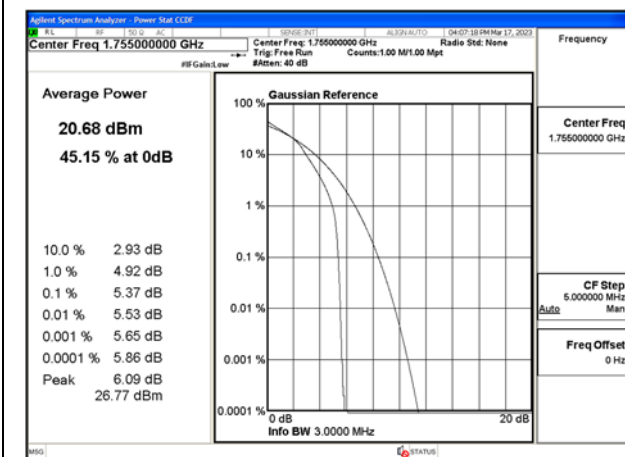 Agilent Spectrum Analyzer - Power Stat CCDF
RL RF 50 Ω AC SENSE:INT ALIGN AUTO 04:07:18 PM Mar 17, 2023
Center Freq 1.755000000 GHz
Center Freq: 1.755000000 GHz Radio Std: None
Trig: Free Run Counts:1.00 M/1.00 Mpt
#IFGain:Low #Atten: 40 dB
Frequency
Average Power
20.68 dBm
45.15 % at 0dB
10.0 % 2.93 dB
1.0 % 4.92 dB
0.1 % 5.37 dB
0.01 % 5.53 dB
0.001 % 5.65 dB
0.0001 % 5.86 dB
Peak 6.09 dB
26.77 dBm
Gaussian Reference
100 %
10 %
1 %
0.1 %
0.01 %
0.001 %
0.0001 %
0 dB 20 dB
Info BW 3.0000 MHz
Center Freq
1.755000000 GHz
CF Step
5.000000 MHz
Auto Man
Freq Offset
0 Hz
MSG STATUS